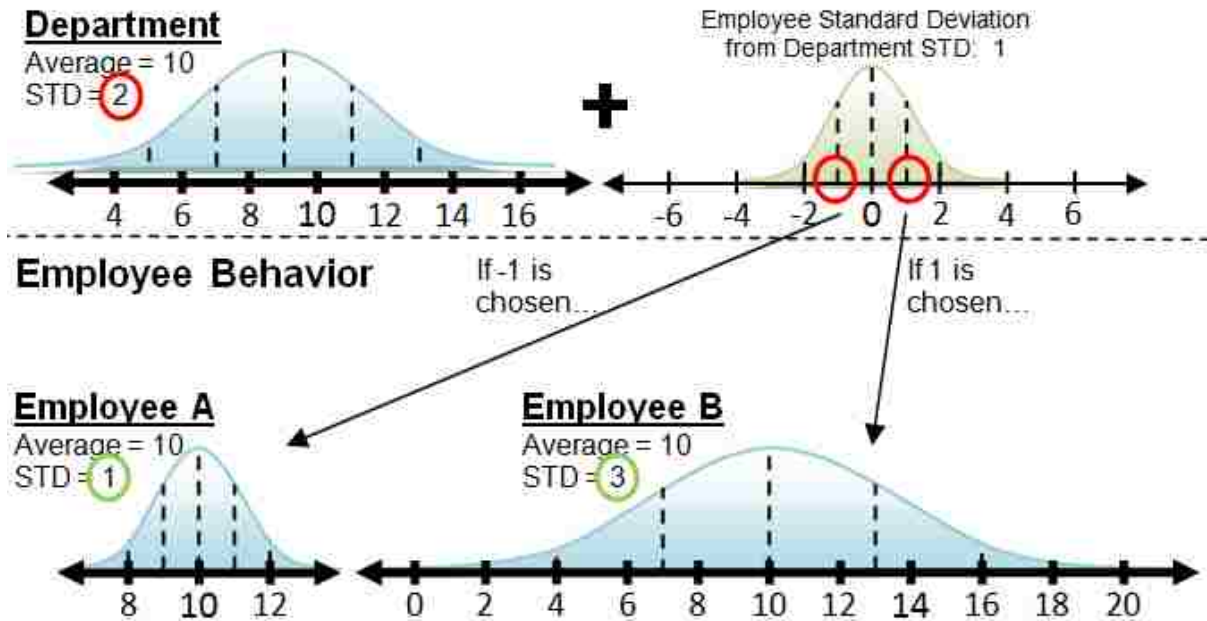 Department
Average = 10
STD = 2
Employee Standard Deviation
from Department STD: 1
+
4 6 8 10 12 14 16
-6 -4 -2 0 2 4 6
Employee Behavior
If -1 is
chosen...
If 1 is
chosen...
Employee A
Average = 10
STD = 1
Employee B
Average = 10
STD = 3
8 10 12
0 2 4 6 8 10 12 14 16 18 20